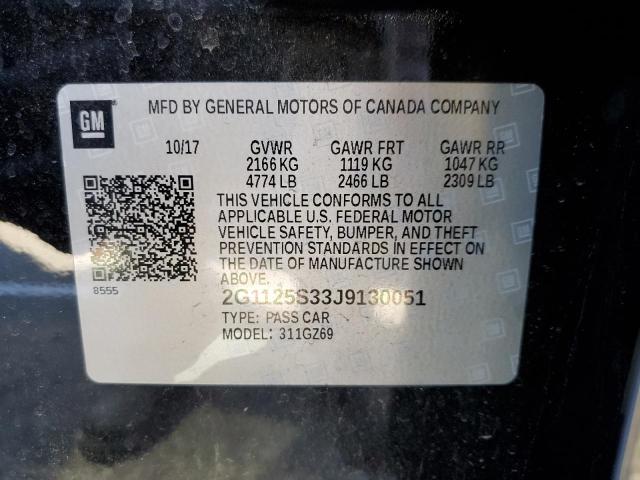 GM
MFD BY GENERAL MOTORS OF CANADA COMPANY
10/17 GVWR GAWR FRT GAWR RR
2166 KG 1119 KG 1047 KG
4774 LB 2466 LB 2309 LB
THIS VEHICLE CONFORMS TO ALL
APPLICABLE U.S. FEDERAL MOTOR
VEHICLE SAFETY, BUMPER, AND THEFT
PREVENTION STANDARDS IN EFFECT ON
THE DATE OF MANUFACTURE SHOWN
ABOVE.
8555
2G1125S33J9130051
TYPE: PASS CAR
MODEL: 311GZ69